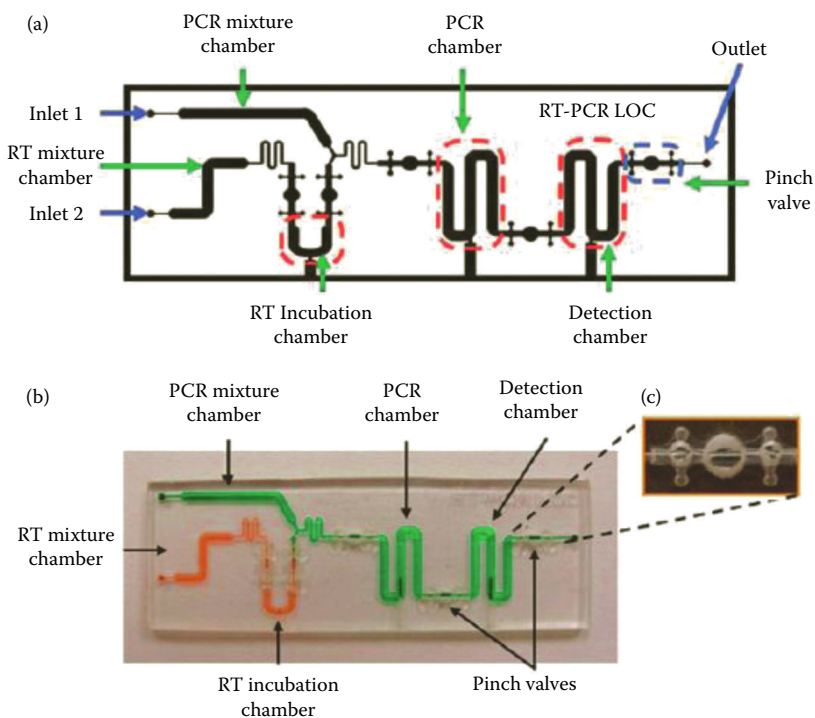 (a)
PCR mixture
chamber
PCR
chamber
Outlet
Inlet 1
RT-PCR LOC
RT mixture
chamber
Pinch
valve
Inlet 2
RT Incubation
chamber
Detection
chamber
(b)
PCR mixture
chamber
PCR
chamber
Detection
chamber
(c)
RT mixture
chamber
RT incubation
chamber
Pinch valves